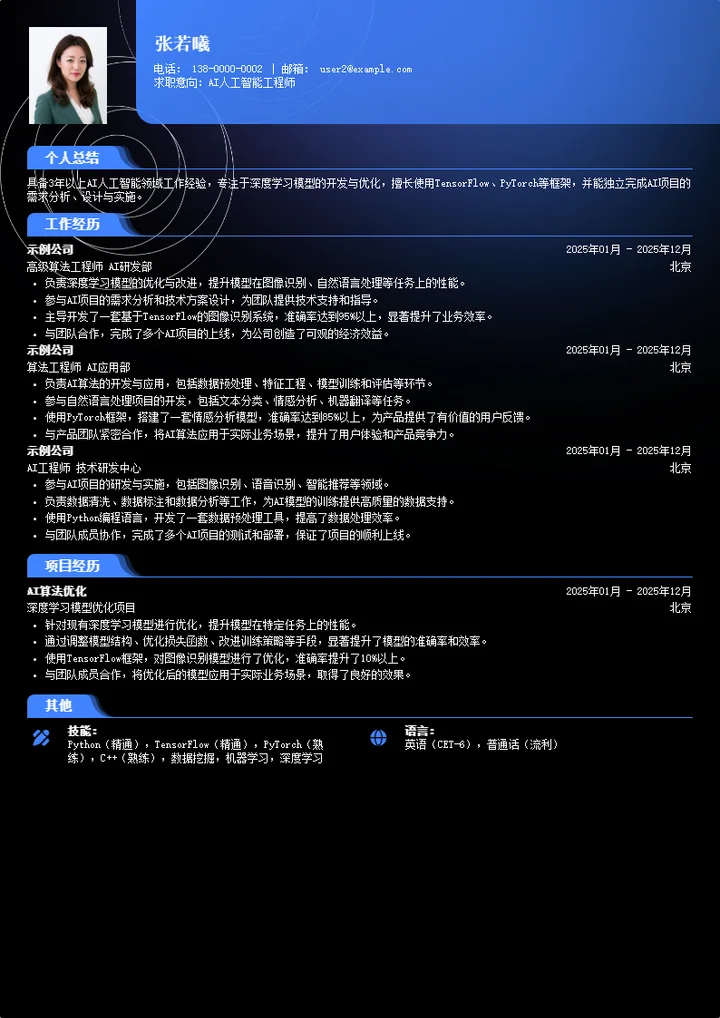 张若曦
电话： 138-0000-0002 | 邮箱： user2@example.com
求职意向：AI人工智能工程师
个人总结
具备3年以上AI人工智能领域工作经验，专注于深度学习模型的开发与优化，擅长使用TensorFlow、PyTorch等框架，并能独立完成AI项目的
需求分析、设计与实施。
工作经历
示例公司 2025年01月 - 2025年12月
高级算法工程师 AI研发部 北京
• 负责深度学习模型的优化与改进，提升模型在图像识别、自然语言处理等任务上的性能。
• 参与AI项目的需求分析和技术方案设计，为团队提供技术支持和指导。
• 主导开发了一套基于TensorFlow的图像识别系统，准确率达到95%以上，显著提升了业务效率。
• 与团队合作，完成了多个AI项目的上线，为公司创造了可观的经济效益。
示例公司 2025年01月 - 2025年12月
算法工程师 AI应用部 北京
• 负责AI算法的开发与应用，包括数据预处理、特征工程、模型训练和评估等环节。
• 参与自然语言处理项目的开发，包括文本分类、情感分析、机器翻译等任务。
• 使用PyTorch框架，搭建了一套情感分析模型，准确率达到85%以上，为产品提供了有价值的用户反馈。
• 与产品团队紧密合作，将AI算法应用于实际业务场景，提升了用户体验和产品竞争力。
示例公司 2025年01月 - 2025年12月
AI工程师 技术研发中心 北京
• 参与AI项目的研发与实施，包括图像识别、语音识别、智能推荐等领域。
• 负责数据清洗、数据标注和数据分析等工作，为AI模型的训练提供高质量的数据支持。
• 使用Python编程语言，开发了一套数据预处理工具，提高了数据处理效率。
• 与团队成员协作，完成了多个AI项目的测试和部署，保证了项目的顺利上线。
项目经历
AI算法优化 2025年01月 - 2025年12月
深度学习模型优化项目 北京
• 针对现有深度学习模型进行优化，提升模型在特定任务上的性能。
• 通过调整模型结构、优化损失函数、改进训练策略等手段，显著提升了模型的准确率和效率。
• 使用TensorFlow框架，对图像识别模型进行了优化，准确率提升了10%以上。
• 与团队成员合作，将优化后的模型应用于实际业务场景，取得了良好的效果。
其他
技能：
Python（精通），TensorFlow（精通），PyTorch（熟
练），C++（熟练），数据挖掘，机器学习，深度学习
语言：
英语（CET-6），普通话（流利）